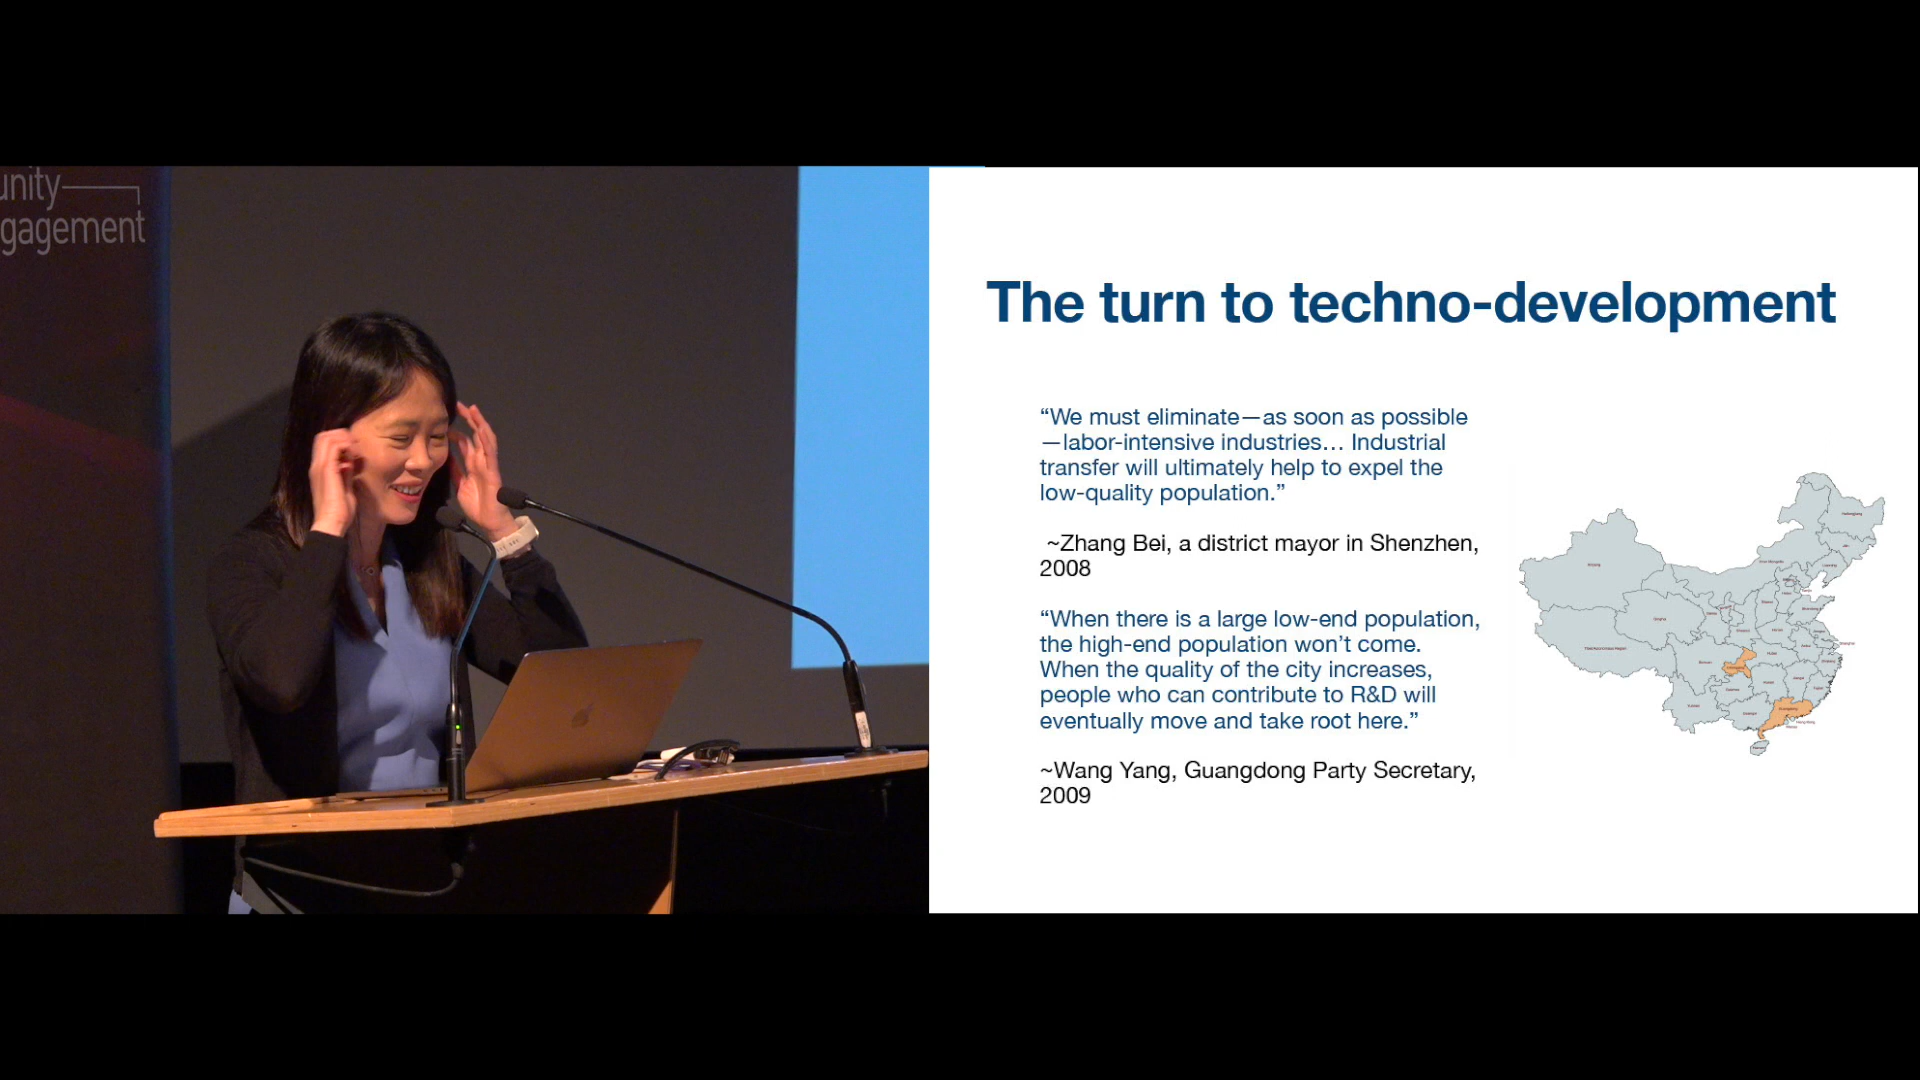 unity
gagement
The turn to techno-development
“We must eliminate—as soon as possible
—labor-intensive industries… Industrial
transfer will ultimately help to expel the
low-quality population.”
~Zhang Bei, a district mayor in Shenzhen,
2008
“When there is a large low-end population,
the high-end population won’t come.
When the quality of the city increases,
people who can contribute to R&D will
eventually move and take root here.”
~Wang Yang, Guangdong Party Secretary,
2009